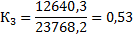 К₃ = 12640,3 / 23768,2 = 0,53